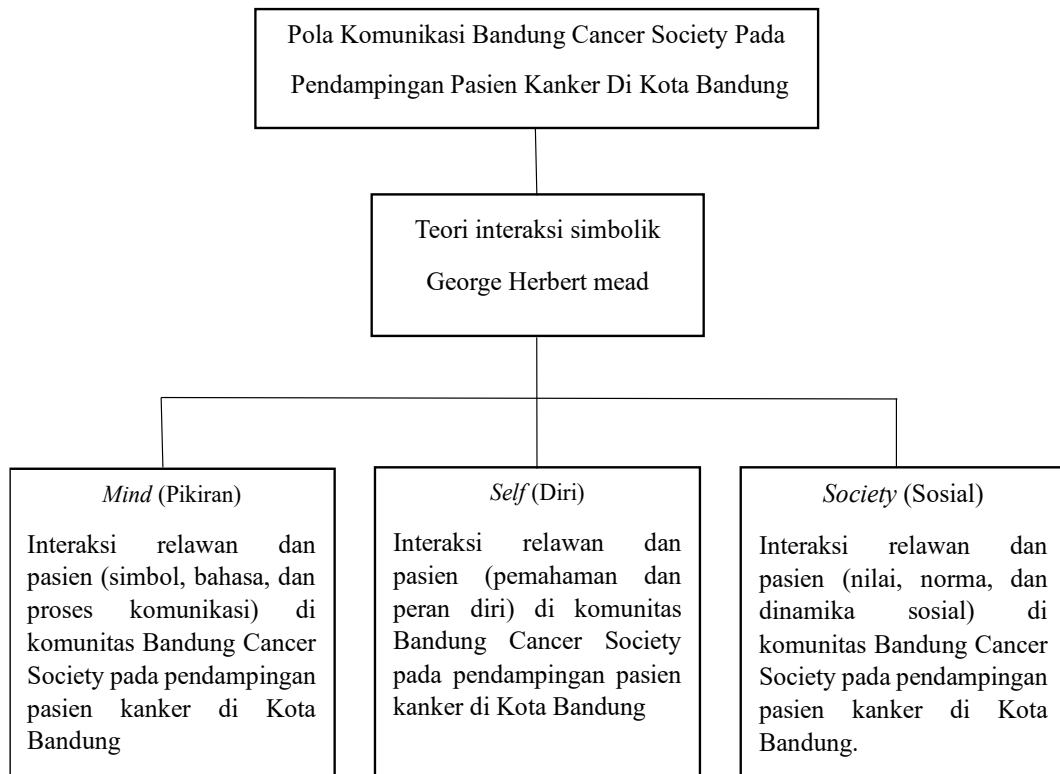 Pola Komunikasi Bandung Cancer Society Pada
Pendampingan Pasien Kanker Di Kota Bandung
Teori interaksi simbolik
George Herbert mead
Mind (Pikiran)
Interaksi relawan dan
pasien (simbol, bahasa, dan
proses komunikasi) di
komunitas Bandung Cancer
Society pada pendampingan
pasien kanker di Kota
Bandung
Self (Diri)
Interaksi relawan dan
pasien (pemahaman dan
peran diri) di komunitas
Bandung Cancer Society
pada pendampingan pasien
kanker di Kota Bandung
Society (Sosial)
Interaksi relawan dan
pasien (nilai, norma, dan
dinamika sosial) di
komunitas Bandung Cancer
Society pada pendampingan
pasien kanker di Kota
Bandung.